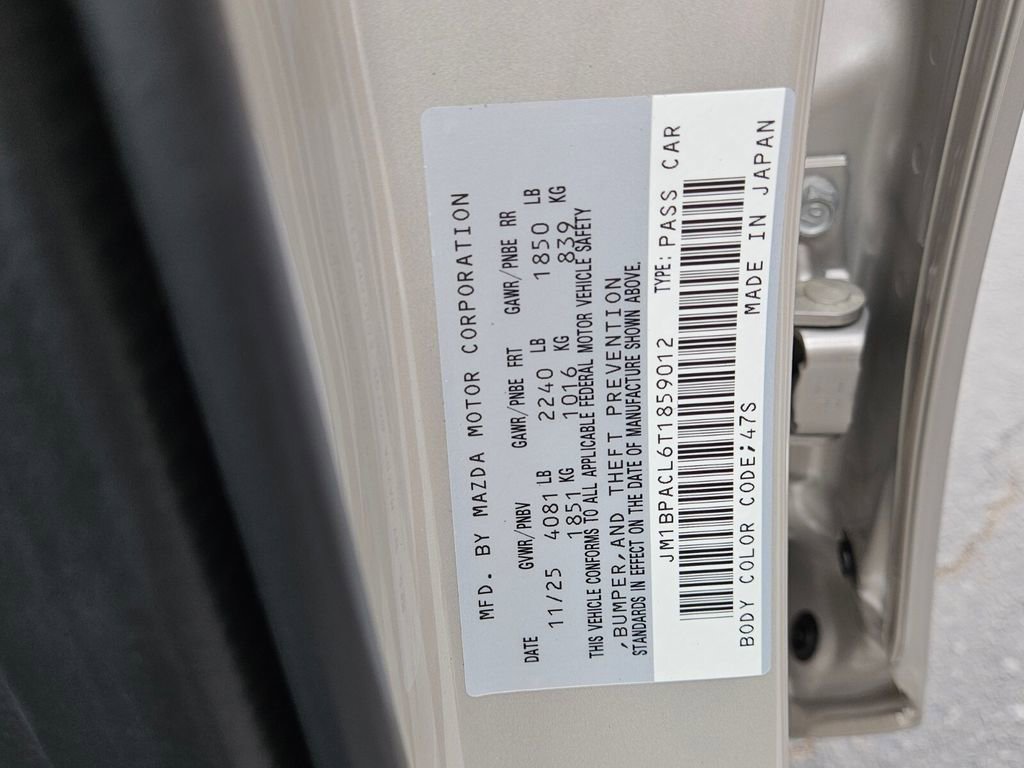 MFD. BY MAZDA MOTOR CORPORATION
DATE GVWR/PNBV GAWR/PNBE FRT GAWR/PNBE RR
11/25 4081 LB 2240 LB 1850 LB
1851 KG 1016 KG 839 KG
THIS VEHICLE CONFORMS TO ALL APPLICABLE FEDERAL MOTOR VEHICLE SAFETY
,BUMPER,AND THEFT PREVENTION
STANDARDS IN EFFECT ON THE DATE OF MANUFACTURE SHOWN ABOVE.
JM1BPACL6T1859012 TYPE: PASS CAR
BODY COLOR CODE;47S MADE IN JAPAN